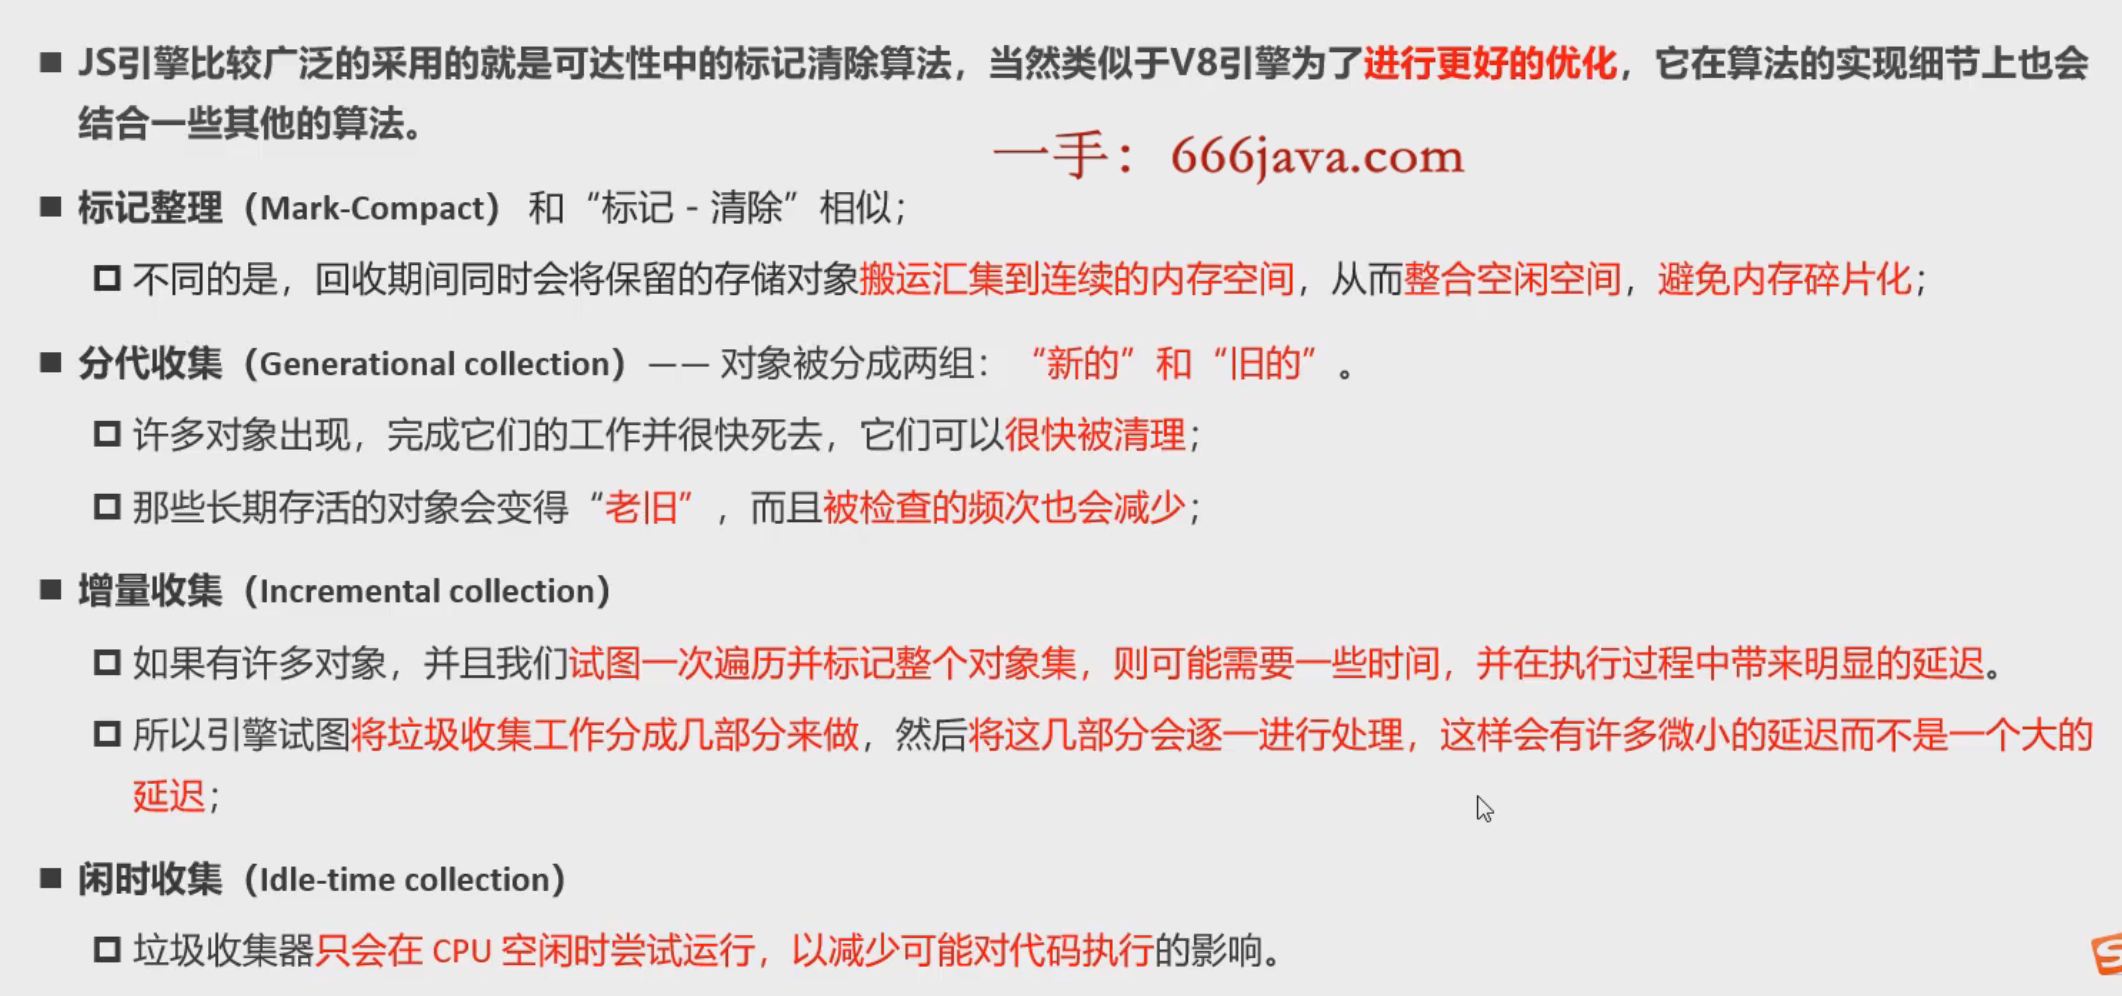 JS引擎比较广泛的采用的就是可达性中的标记清除算法，当然类似于V8引擎为了进行更好的优化，它在算法的实现细节上也会
结合一些其他的算法。
一手：666java.com
标记整理（Mark-Compact） 和“标记－清除”相似；
不同的是，回收期间同时会将保留的存储对象搬运汇集到连续的内存空间，从而整合空闲空间，避免内存碎片化；
分代收集（Generational collection）—— 对象被分成两组：“新的”和“旧的”。
许多对象出现，完成它们的工作并很快死去，它们可以很快被清理；
那些长期存活的对象会变得“老�”，而且被检查的频次也会减少；
增量收集（Incremental collection）
如果有许多对象，并且我们试图一次遍历并标记整个对象集，则可能需要一些时间，并在执行过程中带来明显的延迟。
所以引擎试图将垃圾收集工作分成几部分来做，然后将这几部分会逐一进行处理，这样会有许多微小的延迟而不是一个大的
延迟；
闲时收集（Idle-time collection）
垃圾收集器只会在 CPU 空闲时尝试运行，以减少可能对代码执行的影响。